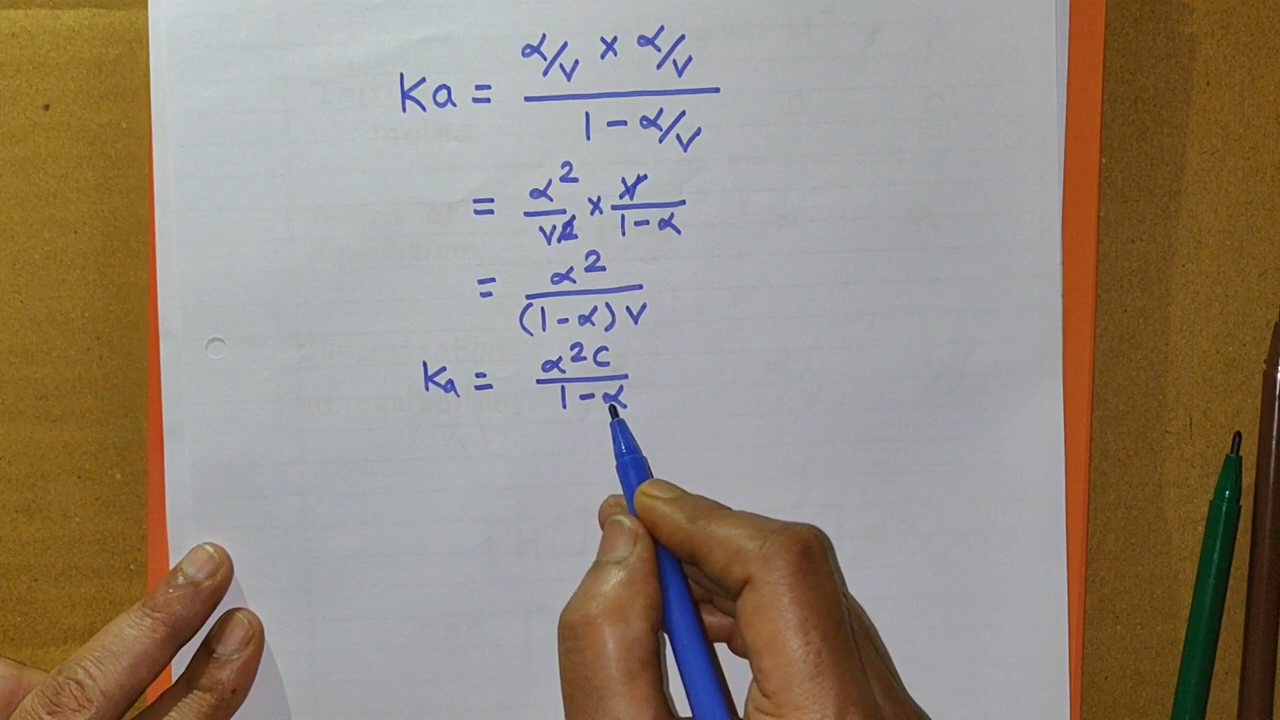 Ka = α/v × α/v / 1 - α/v
= α²/v2 × v/1-α
= α²/(1-α)v
Ka = α²c/1-α